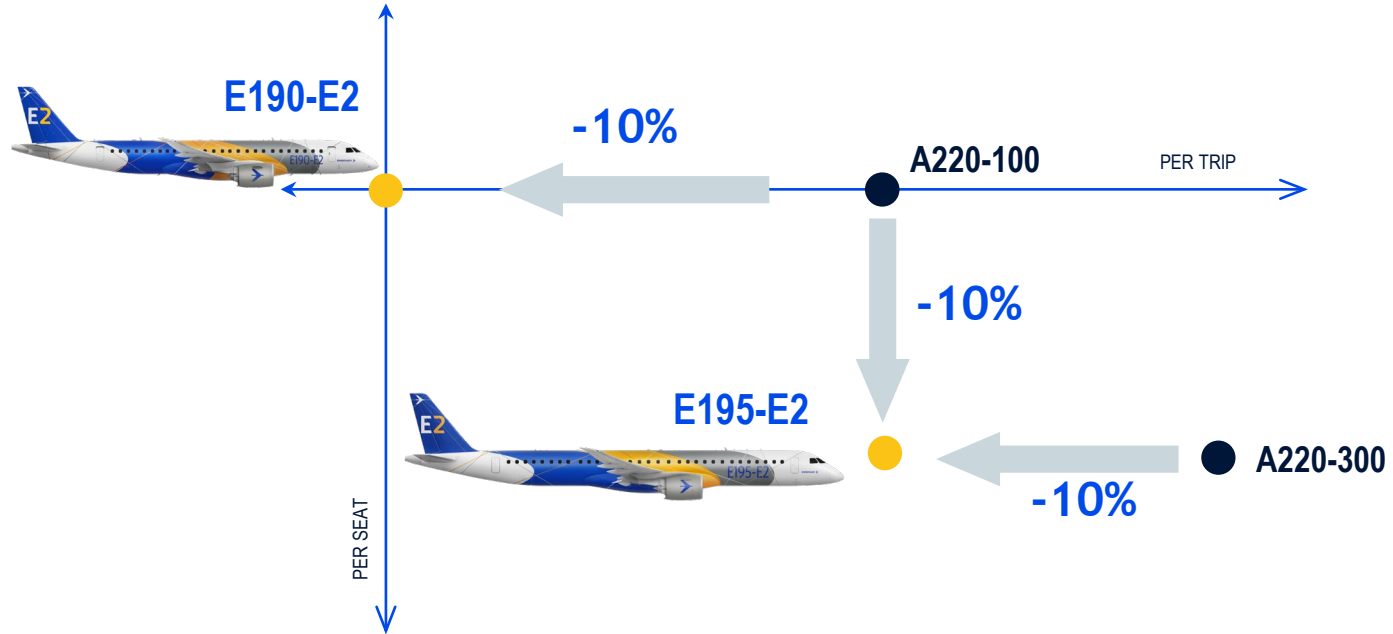 E190-E2
-10%
A220-100
PER TRIP
E2
E190-E2
-10%
E195-E2
E2
E195-E2
A220-300
-10%
PER SEAT